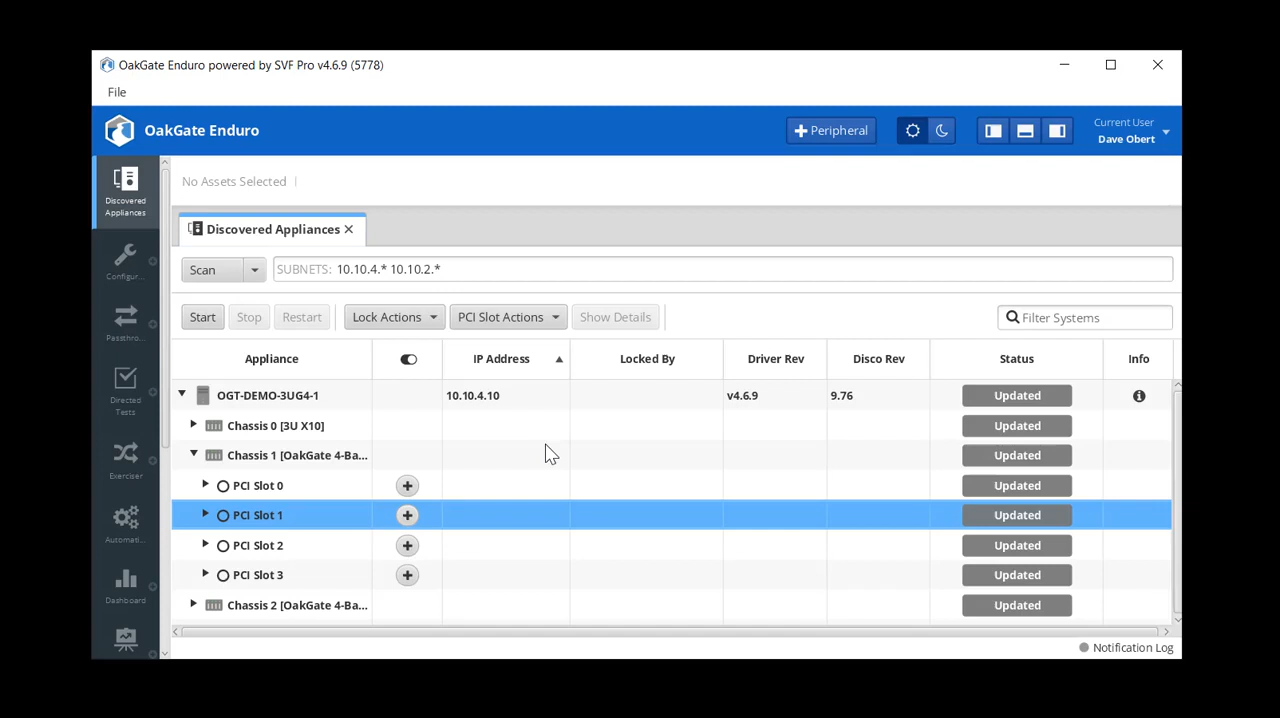 OakGate Enduro powered by SVF Pro v4.6.9 (5778)
File
OakGate Enduro
Peripheral
Current User
Dave Obert
No Assets Selected
Discovered Appliances
Discovered Appliances
Scan
SUBNETS: 10.10.4.* 10.10.2.*
Configur...
Start Stop Restart Lock Actions PCI Slot Actions Show Details Filter Systems
Passthro...
Appliance IP Address Locked By Driver Rev Disco Rev Status Info
OGT-DEMO-3UG4-1 10.10.4.10 v4.6.9 9.76 Updated
Directed Tests
Chassis 0 [3U X10] Updated
Chassis 1 [OakGate 4-Ba... Updated
Exerciser
PCI Slot 0 Updated
PCI Slot 1 Updated
Automati...
PCI Slot 2 Updated
PCI Slot 3 Updated
Dashboard
Chassis 2 [OakGate 4-Ba... Updated
Notification Log